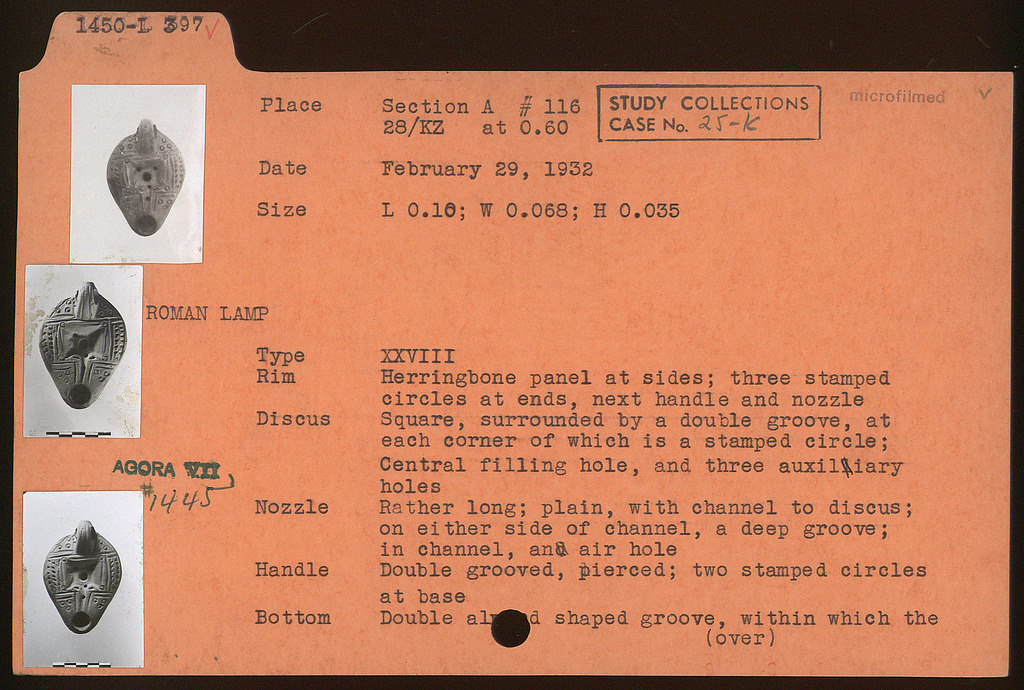 1450-L 397 ✓
Place Section A # 116
28/KZ at 0.60
STUDY COLLECTIONS
CASE No. 25-K
microfilmed ✓
Date February 29, 1932
Size L 0.10; W 0.068; H 0.035
ROMAN LAMP
Type XXVIII
Rim Herringbone panel at sides; three stamped
circles at ends, next handle and nozzle
Discus Square, surrounded by a double groove, at
each corner of which is a stamped circle;
Central filling hole, and three auxilliary
holes
AGORA VII,
#1445
Nozzle Rather long; plain, with channel to discus;
on either side of channel, a deep groove;
in channel, an air hole
Handle Double grooved, pierced; two stamped circles
at base
Bottom Double al d shaped groove, within which the
(over)